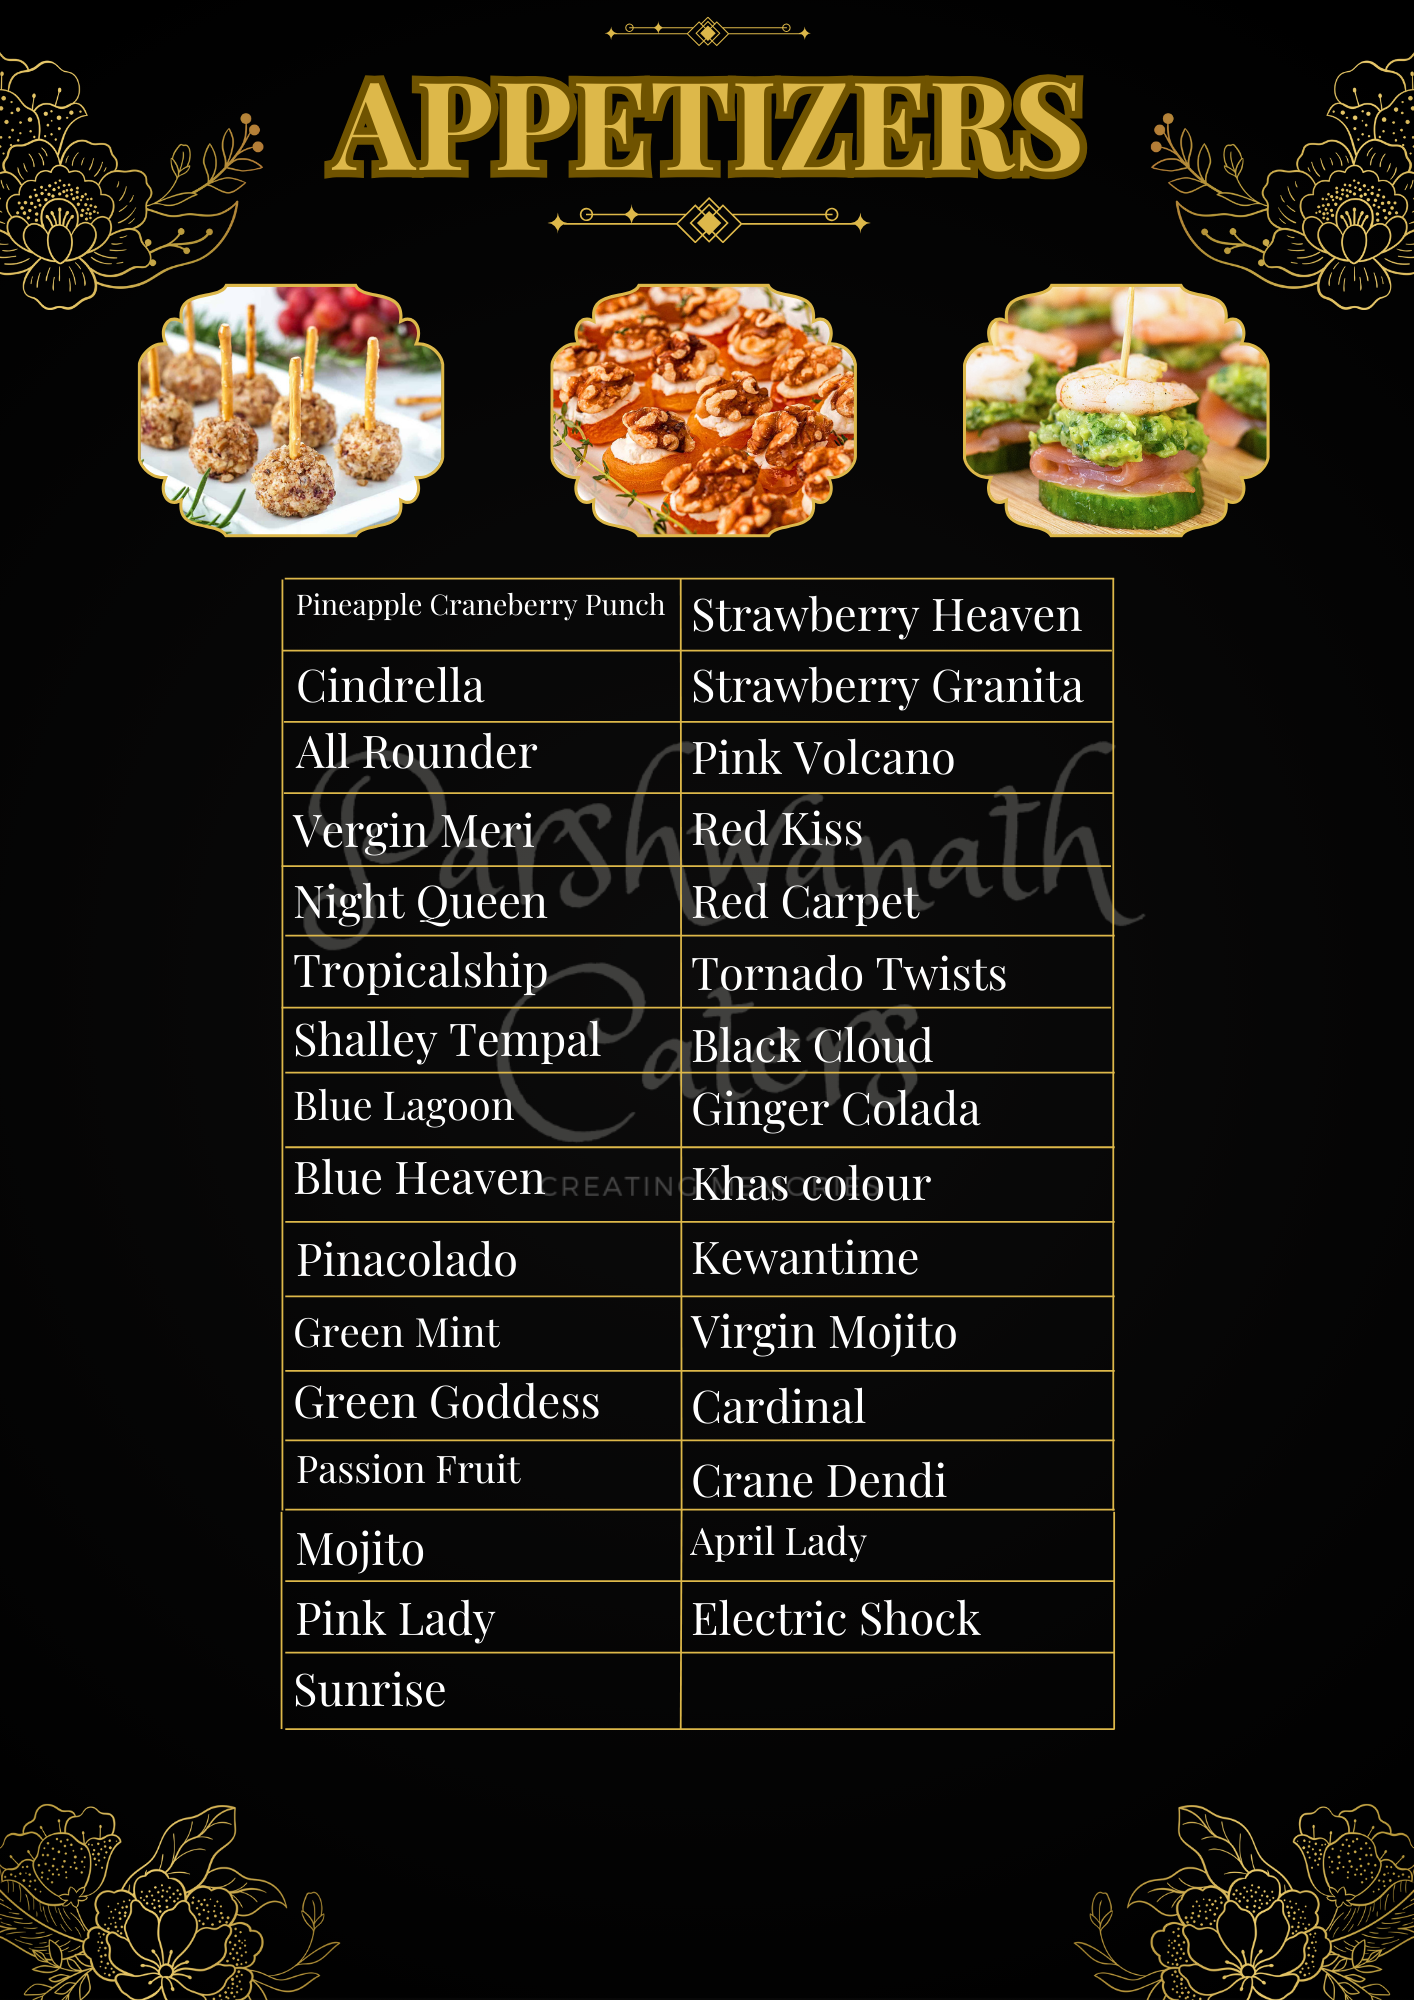 APPETIZERS
Pineapple Craneberry Punch
Strawberry Heaven
Cindrella
Strawberry Granita
All Rounder
Pink Volcano
Vergin Meri
Red Kiss
Night Queen
Red Carpet
Tropicalship
Tornado Twists
Shalley Tempal
Black Cloud
Blue Lagoon
Ginger Colada
Blue Heaven
Khas colour
Pinacolado
Kewantime
Green Mint
Virgin Mojito
Green Goddess
Cardinal
Passion Fruit
Crane Dendi
Mojito
April Lady
Pink Lady
Electric Shock
Sunrise
Parshwanath
Caters
CREATING MEMORIES